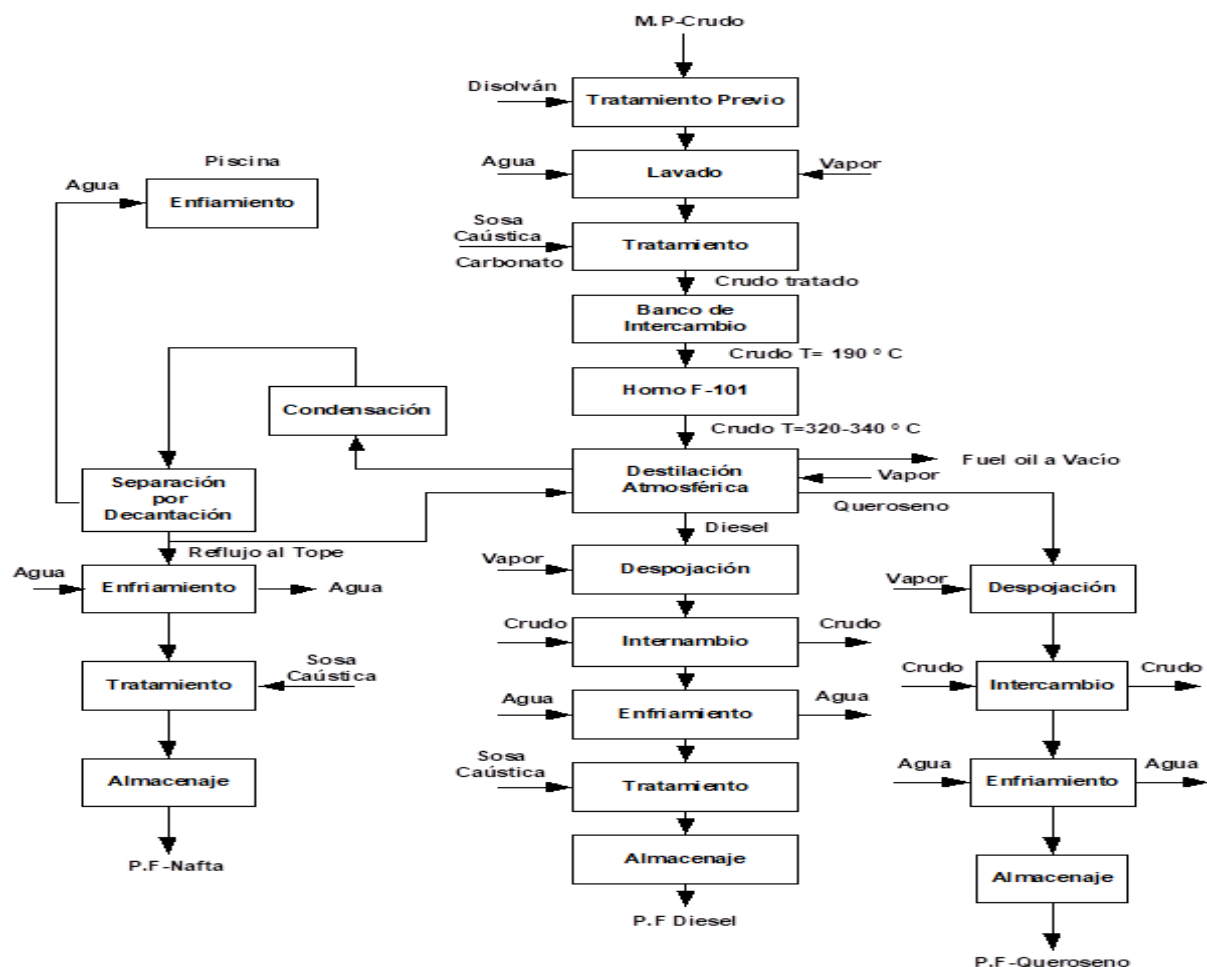 M.P-Crudo
Disolván
Tratamiento Previo
Piscina
Agua
Enfiamiento
Agua
Lavado
Vapor
Sosa
Caústica
Carbonato
Tratamiento
Crudo tratado
Banco de
Intercambio
Crudo T= 190 º C
Horno F-101
Crudo T=320-340 º C
Condensación
Destilación
Atmosférica
Fuel oil a Vacío
Vapor
Queroseno
Separación
por
Decantación
Reflujo al Tope
Diesel
Agua
Enfriamiento
Agua
Vapor
Despojación
Vapor
Despojación
Crudo
Internambio
Crudo
Sosa
Caústica
Tratamiento
Crudo
Intercambio
Crudo
Agua
Enfriamiento
Agua
Almacenaje
Sosa
Caústica
Tratamiento
Agua
Enfriamiento
Agua
P.F-Nafta
Almacenaje
Almacenaje
P.F Diesel
P.F-Queroseno